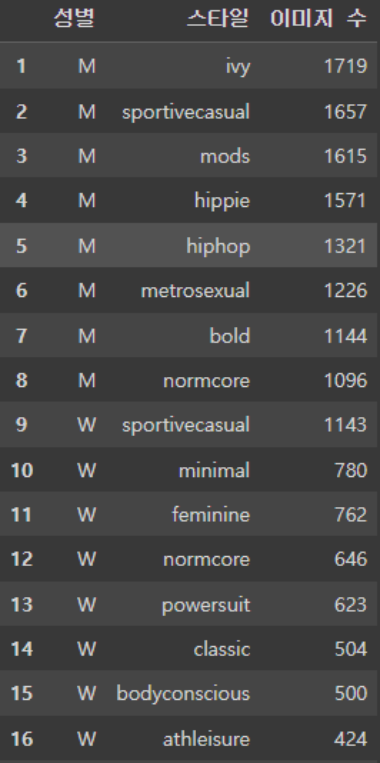 성별 스타일 이미지 수
1 M ivy 1719
2 M sportivecasual 1657
3 M mods 1615
4 M hippie 1571
5 M hiphop 1321
6 M metrosexual 1226
7 M bold 1144
8 M normcore 1096
9 W sportivecasual 1143
10 W minimal 780
11 W feminine 762
12 W normcore 646
13 W powersuit 623
14 W classic 504
15 W bodyconscious 500
16 W athleisure 424